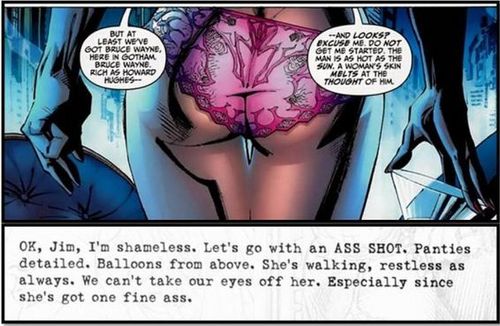 BUT AT
LEAST WE'VE
GOT BRUCE WAYNE,
HERE IN GOTHAM.
BRUCE WAYNE.
RICH AS HOWARD
HUGHES--
--AND LOOKS?
EXCUSE ME. DO NOT
GET ME STARTED. THE
MAN IS AS HOT AS THE
SUN. A WOMAN'S SKIN
MELTS AT THE
THOUGHT OF HIM.
OK, Jim, I'm shameless. Let's go with an ASS SHOT. Panties
detailed. Balloons from above. She's walking, restless as
always. We can't take our eyes off her. Especially since
she's got one fine ass.